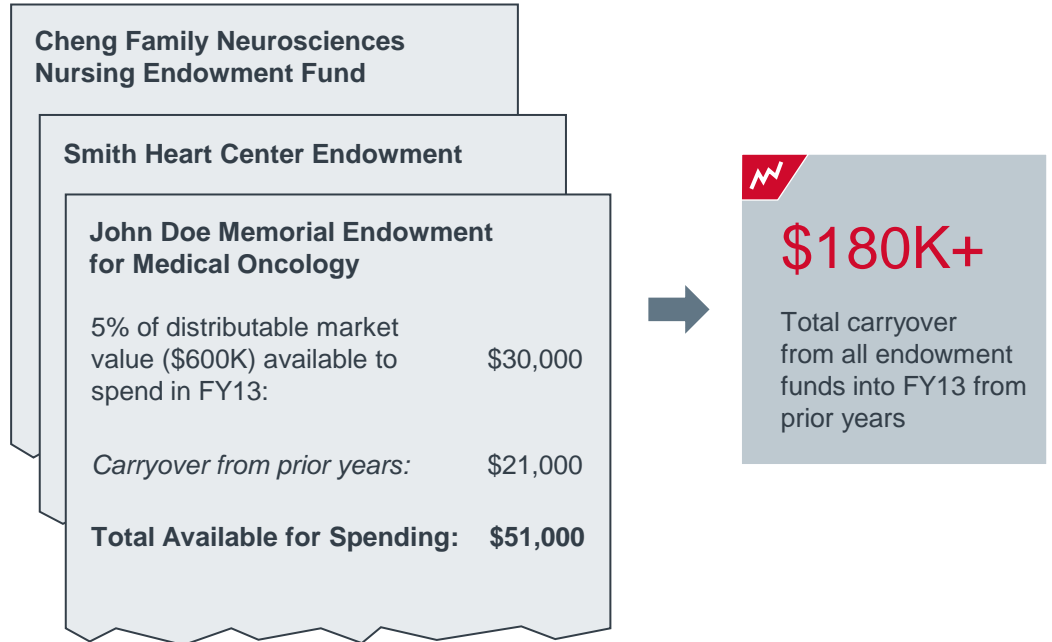 Cheng Family Neurosciences
Nursing Endowment Fund
Smith Heart Center Endowment
John Doe Memorial Endowment
for Medical Oncology
5% of distributable market
value ($600K) available to $30,000
spend in FY13:
Carryover from prior years: $21,000
Total Available for Spending: $51,000
$180K+
Total carryover
from all endowment
funds into FY13 from
prior years